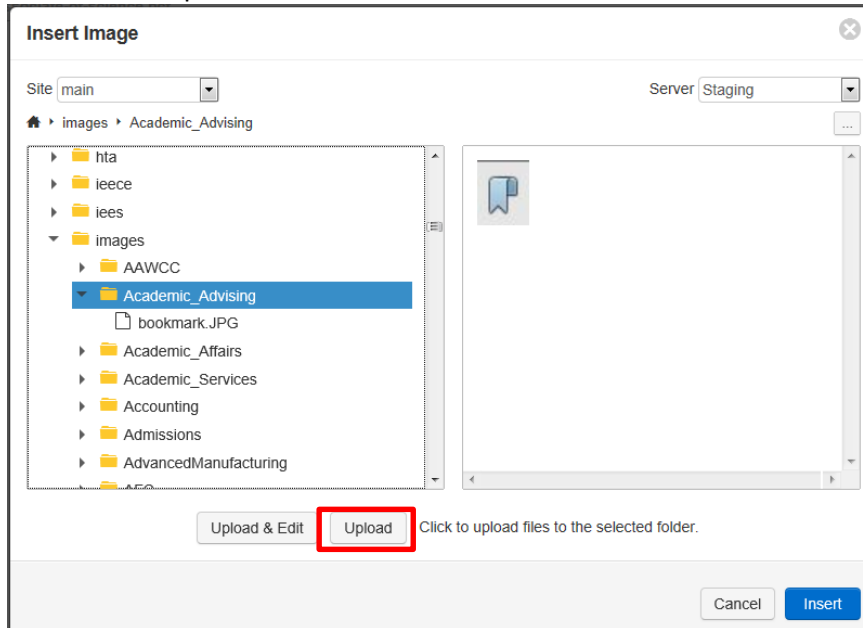 Insert Image
Site main Server Staging
images Academic_Advising
...
hta
ieece
iees
images
AAWCC
Academic_Advising
bookmark.JPG
Academic_Affairs
Academic_Services
Accounting
Admissions
AdvancedManufacturing
Upload & Edit Upload Click to upload files to the selected folder.
Cancel Insert